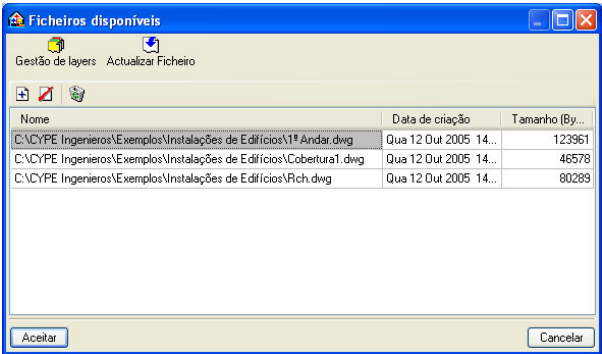 Ficheiros disponíveis
Gestão de layers Actualizar Ficheiro
Nome Data de criação Tamanho (By...
C:\CYPE Ingenieros\Exemplos\Instalações de Edifícios\1º Andar.dwg Qua 12 Out 2005 14... 123961
C:\CYPE Ingenieros\Exemplos\Instalações de Edifícios\Cobertura1.dwg Qua 12 Out 2005 14... 46578
C:\CYPE Ingenieros\Exemplos\Instalações de Edifícios\Rch.dwg Qua 12 Out 2005 14... 80289
Aceitar Cancelar